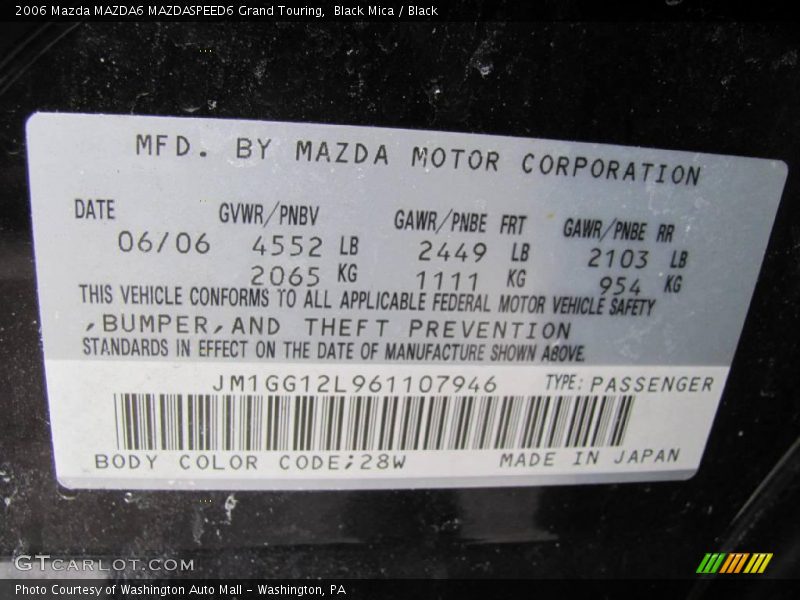 2006 Mazda MAZDA6 MAZDASPEED6 Grand Touring,  Black Mica / Black
MFD. BY MAZDA MOTOR CORPORATION
DATE GVWR/PNBV GAWR/PNBE FRT GAWR/PNBE RR
06/06 4552 LB 2449 LB 2103 LB
2065 KG 1111 KG 954 KG
THIS VEHICLE CONFORMS TO ALL APPLICABLE FEDERAL MOTOR VEHICLE SAFETY
,BUMPER,AND THEFT PREVENTION
STANDARDS IN EFFECT ON THE DATE OF MANUFACTURE SHOWN ABOVE.
JM1GG12L961107946 TYPE: PASSENGER
BODY COLOR CODE;28W MADE IN JAPAN
GTCARLOT.COM
Photo Courtesy of Washington Auto Mall - Washington, PA